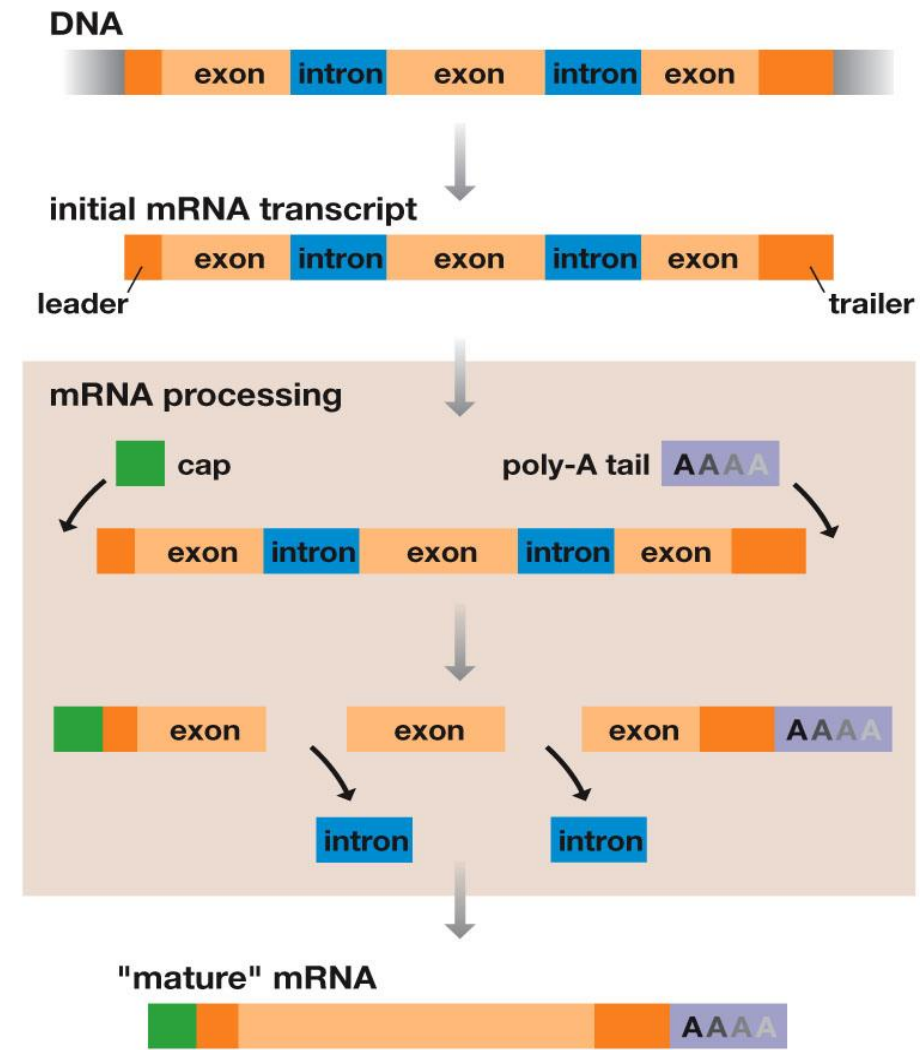 DNA
exon intron exon intron exon
initial mRNA transcript
exon intron exon intron exon
leader trailer
mRNA processing
cap poly-A tail AAAA
exon intron exon intron exon
exon exon exon AAAA
intron intron
"mature" mRNA
AAAA